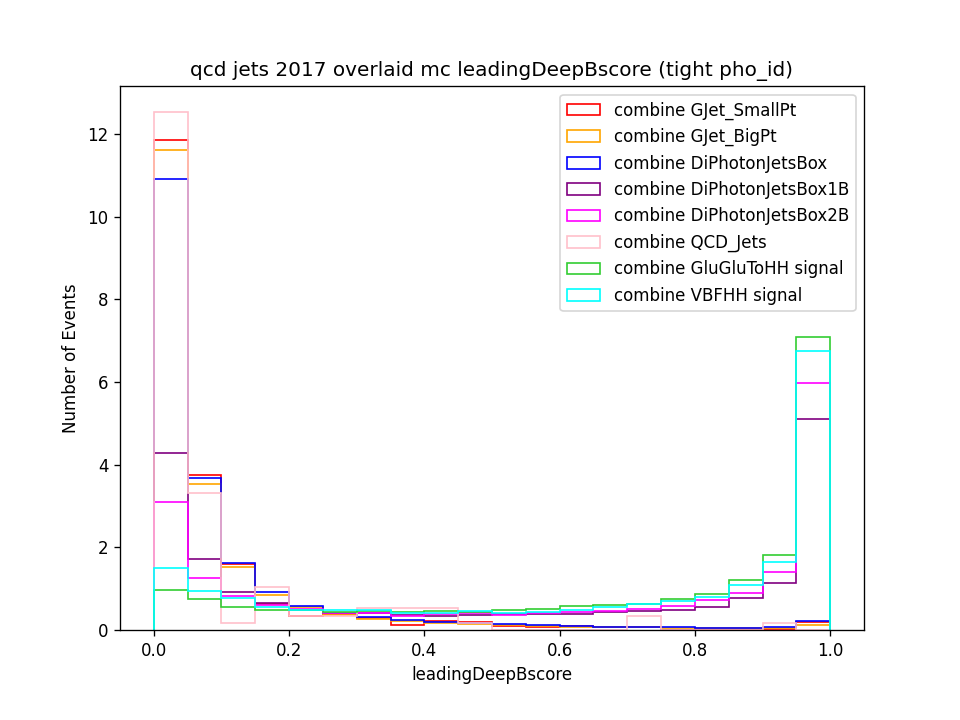 qcd jets 2017 overlaid mc leadingDeepBscore (tight pho_id)
combine GJet_SmallPt
combine GJet_BigPt
combine DiPhotonJetsBox
combine DiPhotonJetsBox1B
combine DiPhotonJetsBox2B
combine QCD_Jets
combine GluGluToHH signal
combine VBFHH signal
Number of Events
12
10
8
6
4
2
0
0.0 0.2 0.4 0.6 0.8 1.0
leadingDeepBscore